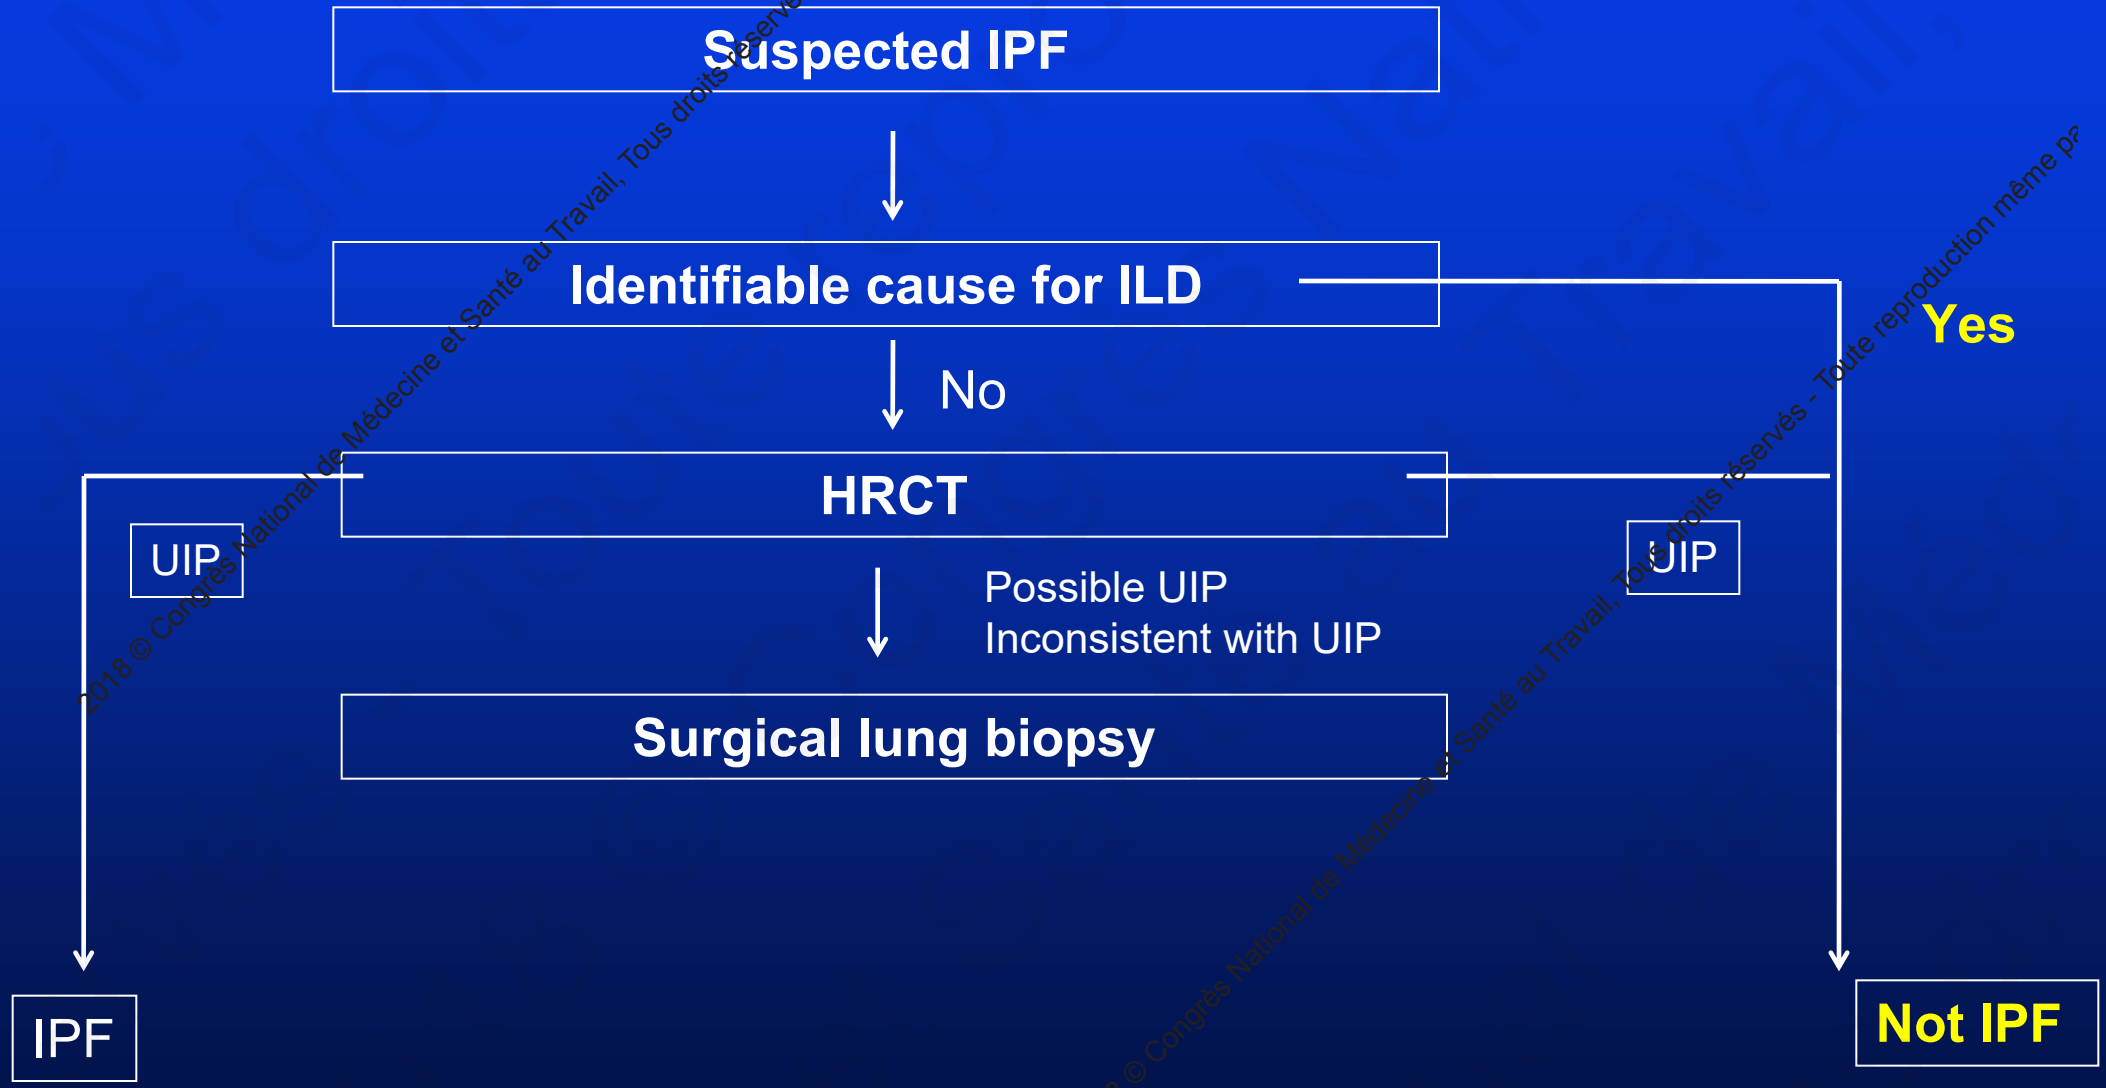 Suspected IPF
Identifiable cause for ILD
Yes
No
HRCT
UIP
UIP
Possible UIP
Inconsistent with UIP
Surgical lung biopsy
IPF
Not IPF
2018 © Congrès National de Médecine et Santé au Travail, Tous droits
© Congrès National de Médecine et Santé au Travail, Tous droits réservés - Toute reproduction même